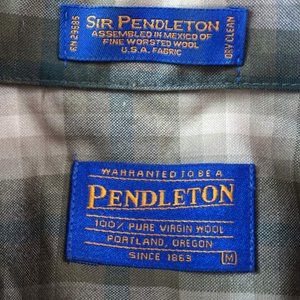 SIR PENDLETON
ASSEMBLED IN MEXICO OF
FINE WORSTED WOOL
U.S.A. FABRIC
RN 29685
DRY CLEAN
WARRANTED TO BE A
PENDLETON
100% PURE VIRGIN WOOL
PORTLAND, OREGON
SINCE 1863
M